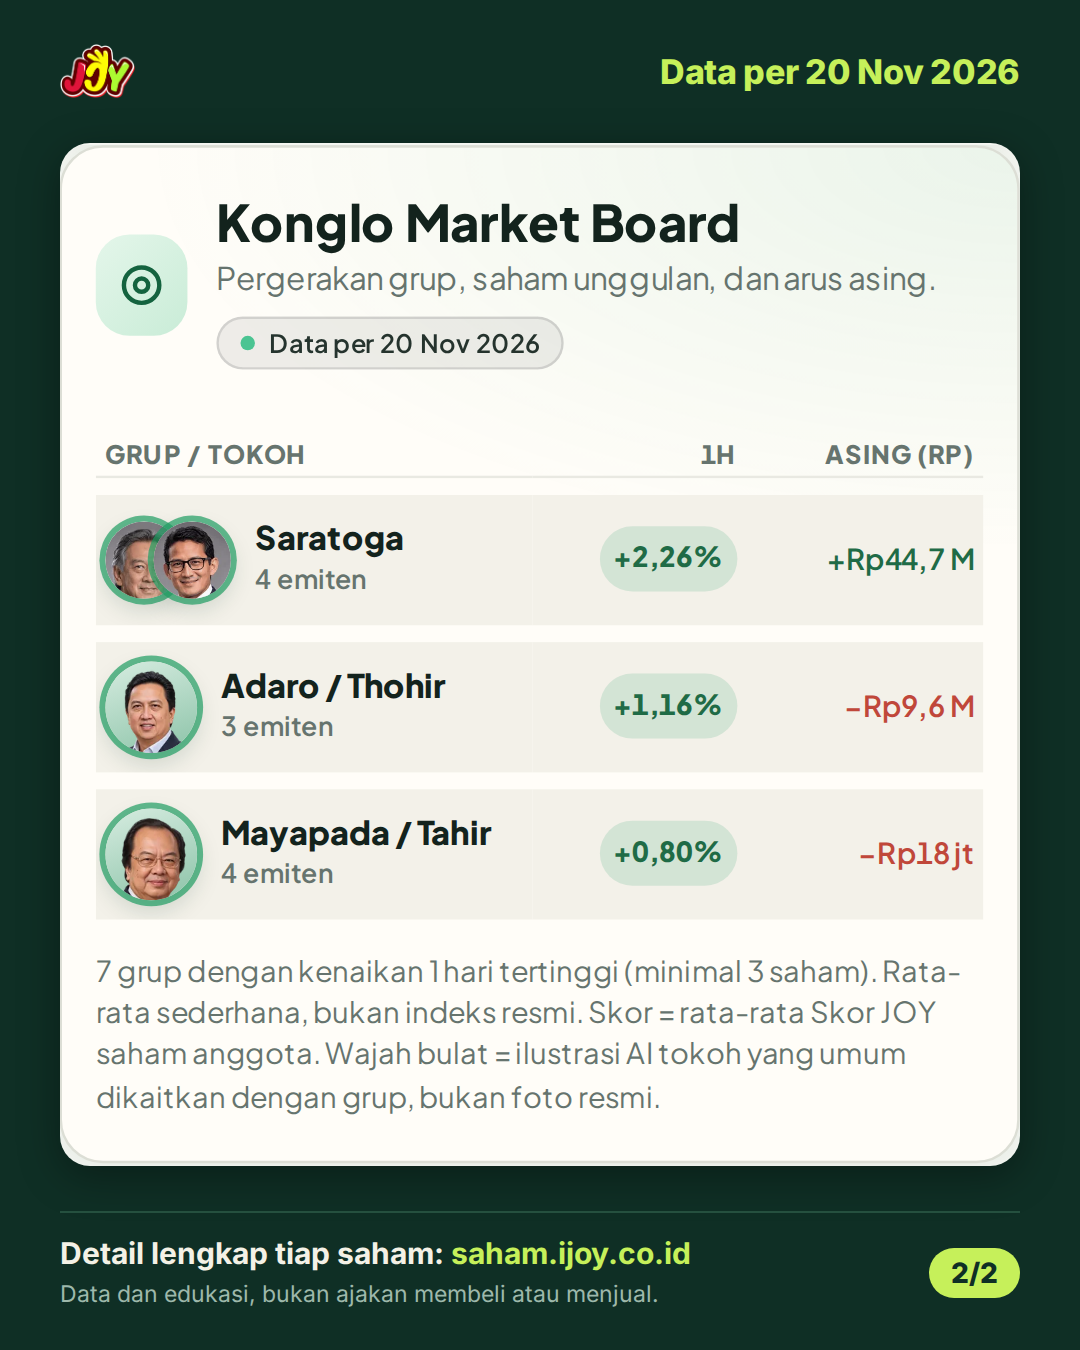 JOY
Data per 20 Nov 2026
Konglo Market Board
Pergerakan grup, saham unggulan, dan arus asing.
Data per 20 Nov 2026
GRUP / TOKOH 1H ASING (RP)
Saratoga
4 emiten
+2,26% +Rp44,7 M
Adaro / Thohir
3 emiten
+1,16% -Rp9,6 M
Mayapada / Tahir
4 emiten
+0,80% -Rp18 jt
7 grup dengan kenaikan 1 hari tertinggi (minimal 3 saham). Rata-
rata sederhana, bukan indeks resmi. Skor = rata-rata Skor JOY
saham anggota. Wajah bulat = ilustrasi AI tokoh yang umum
dikaitkan dengan grup, bukan foto resmi.
Detail lengkap tiap saham: saham.ijoy.co.id
Data dan edukasi, bukan ajakan membeli atau menjual.
2/2